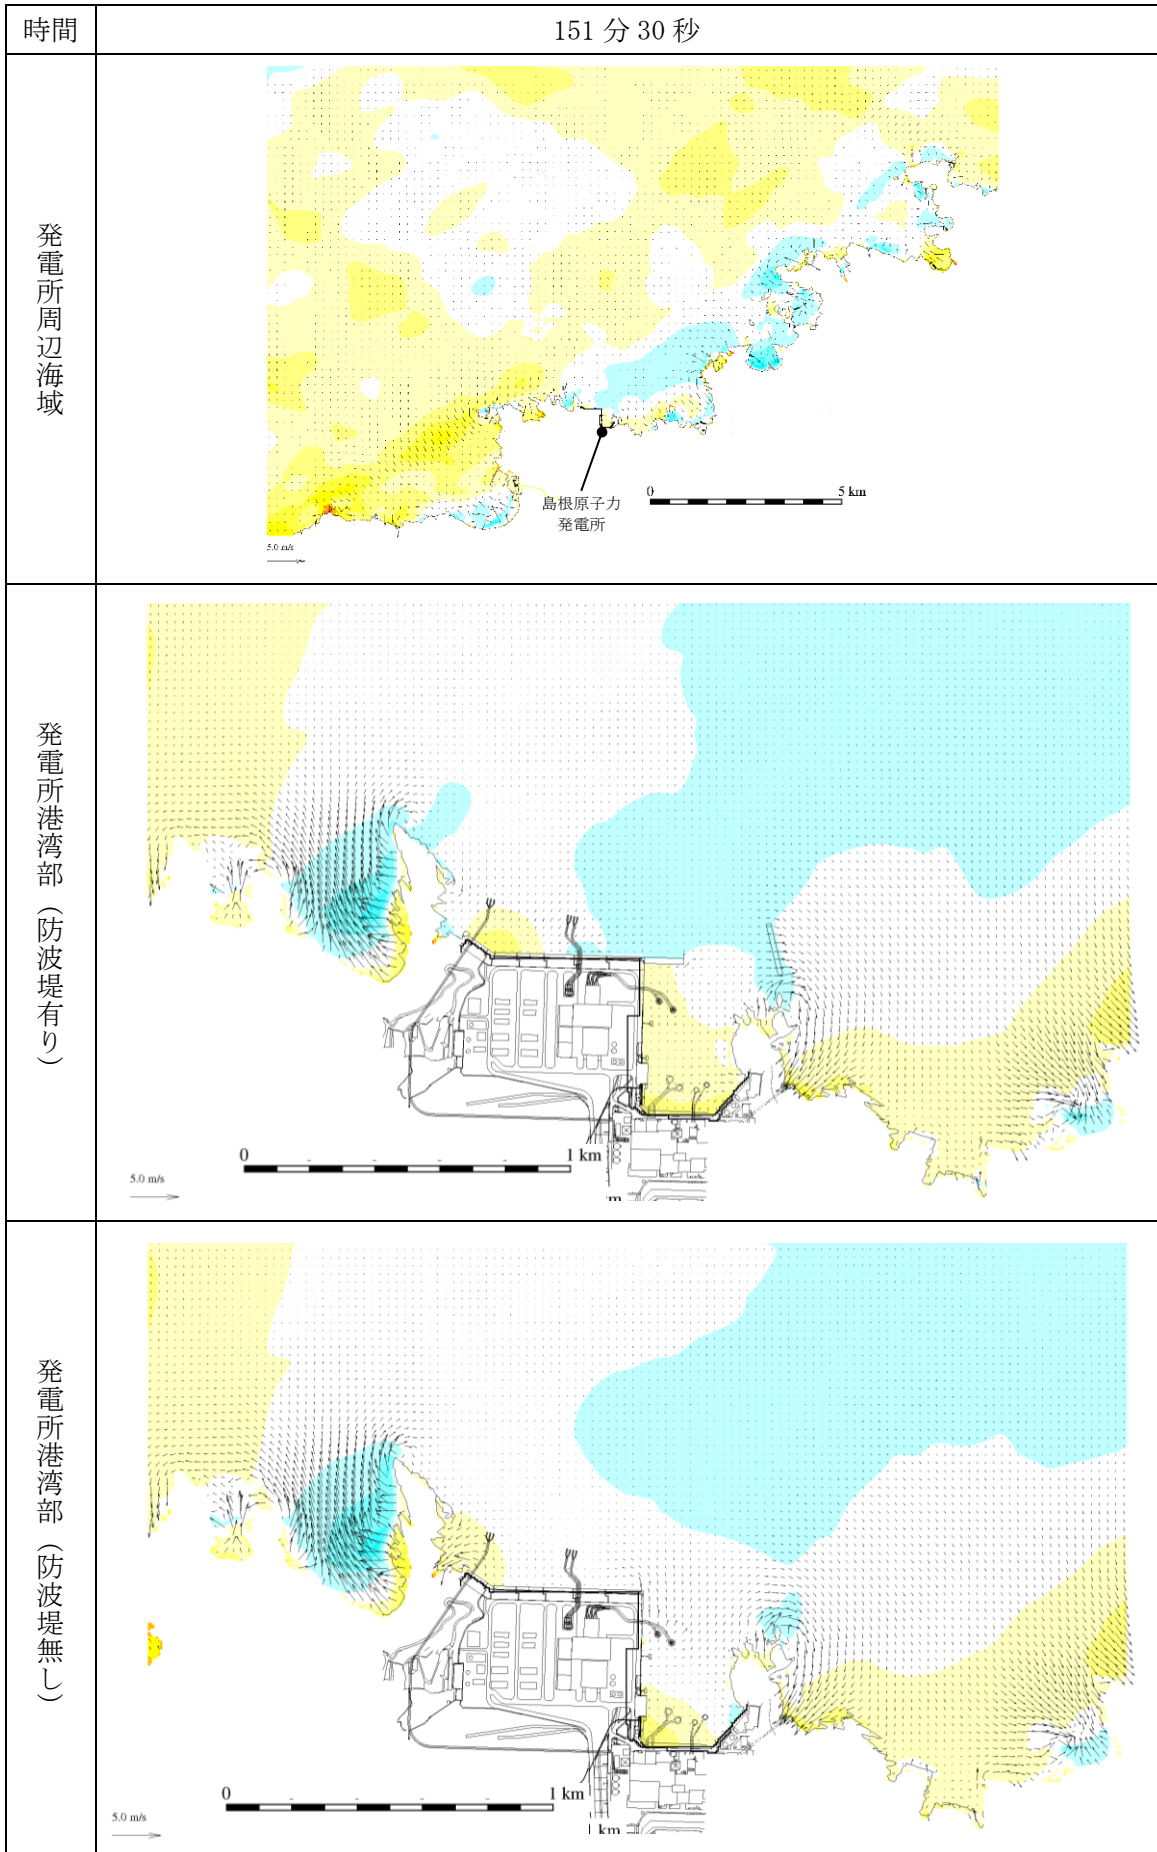 時間
151 分 30 秒
発電所周辺海域
島根原子力
発電所
0 5 km
5.0 m/s
発電所港湾部（防波堤有り）
0 1 km
5.0 m/s
発電所港湾部（防波堤無し）
0 1 km
km
5.0 m/s